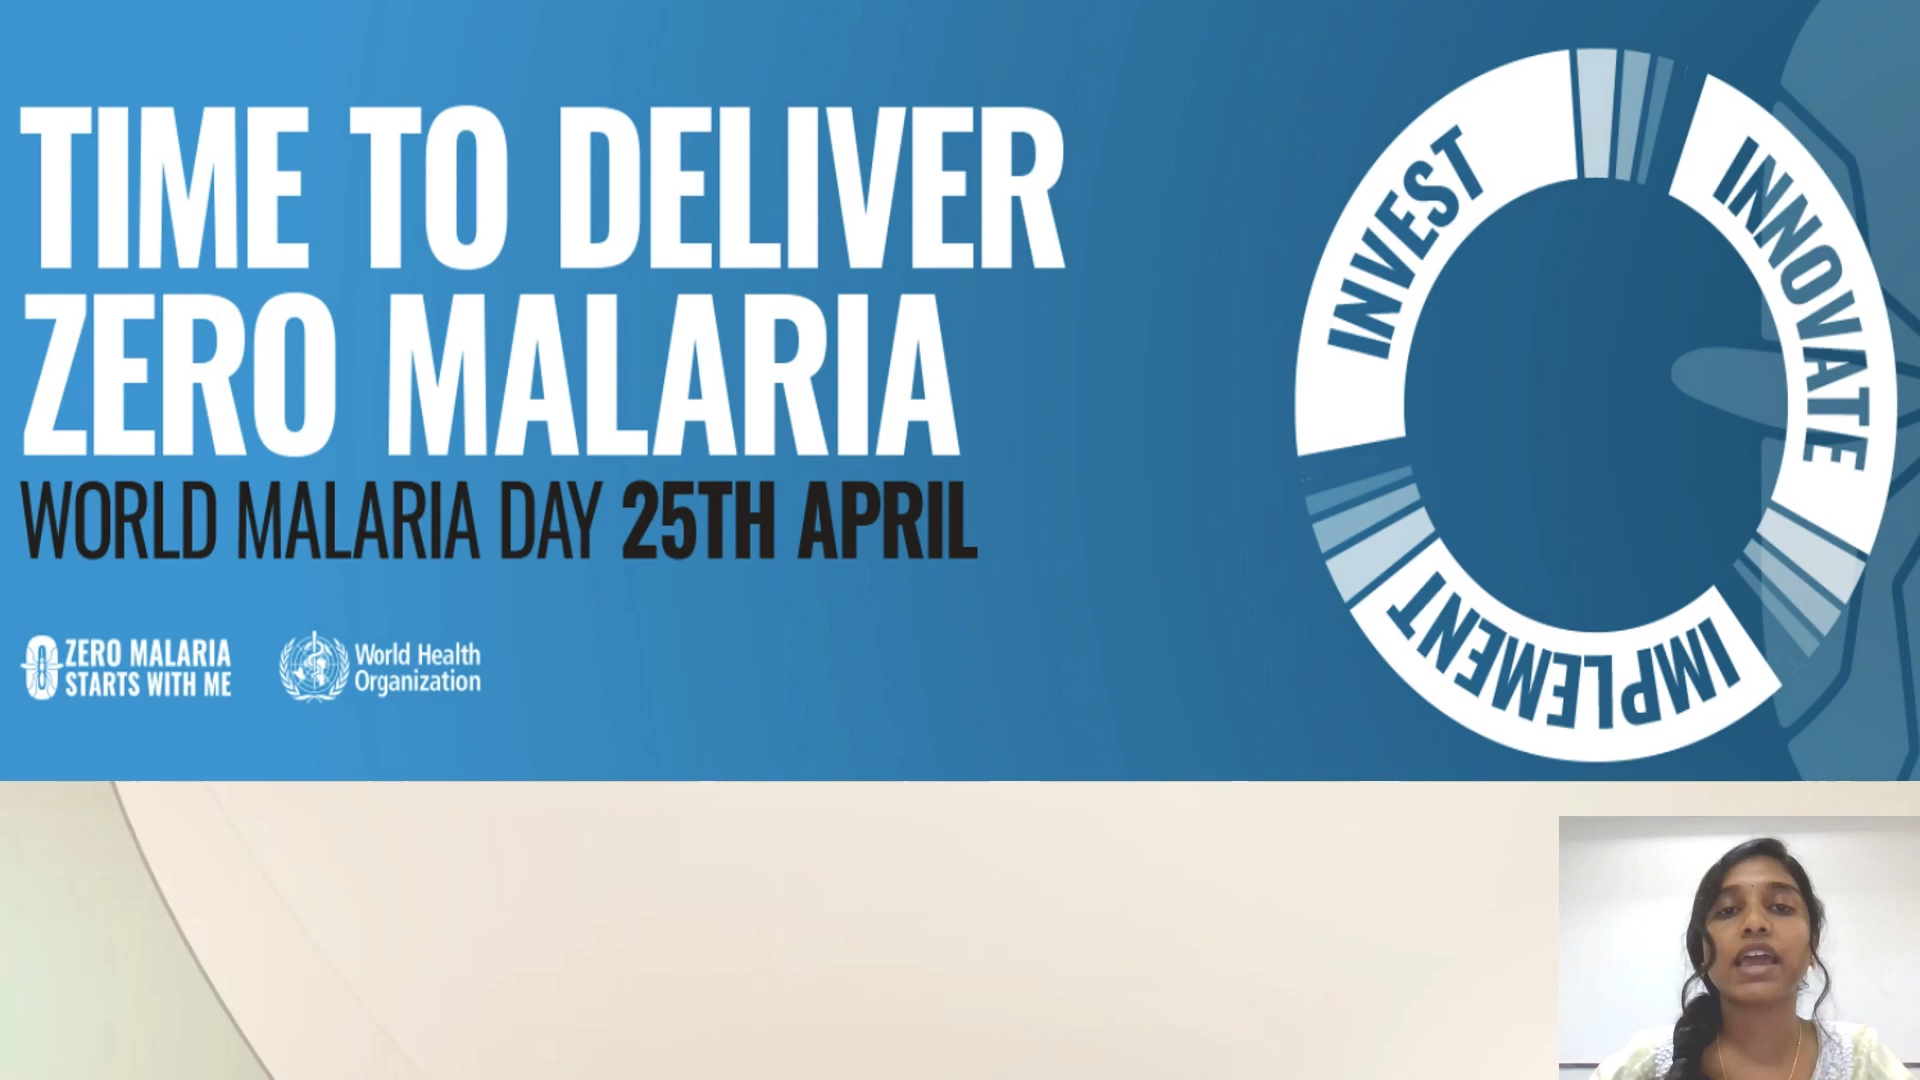 TIME TO DELIVER
ZERO MALARIA
WORLD MALARIA DAY 25TH APRIL
ZERO MALARIA
STARTS WITH ME
World Health
Organization
INVEST
INNOVATE
IMPLEMENT